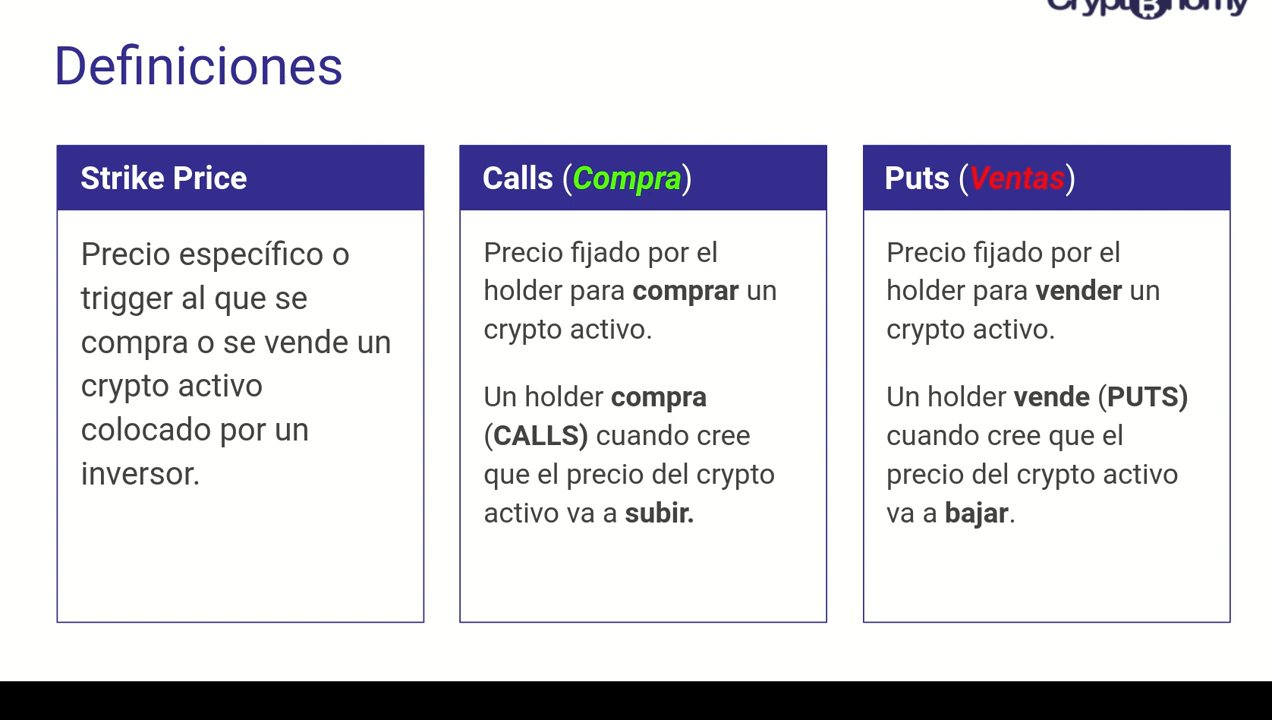 Definiciones
Strike Price
Precio específico o
trigger al que se
compra o se vende un
crypto activo
colocado por un
inversor.
Calls (Compra)
Precio fijado por el
holder para comprar un
crypto activo.
Un holder compra
(CALLS) cuando cree
que el precio del crypto
activo va a subir.
Puts (Ventas)
Precio fijado por el
holder para vender un
crypto activo.
Un holder vende (PUTS)
cuando cree que el
precio del crypto activo
va a bajar.